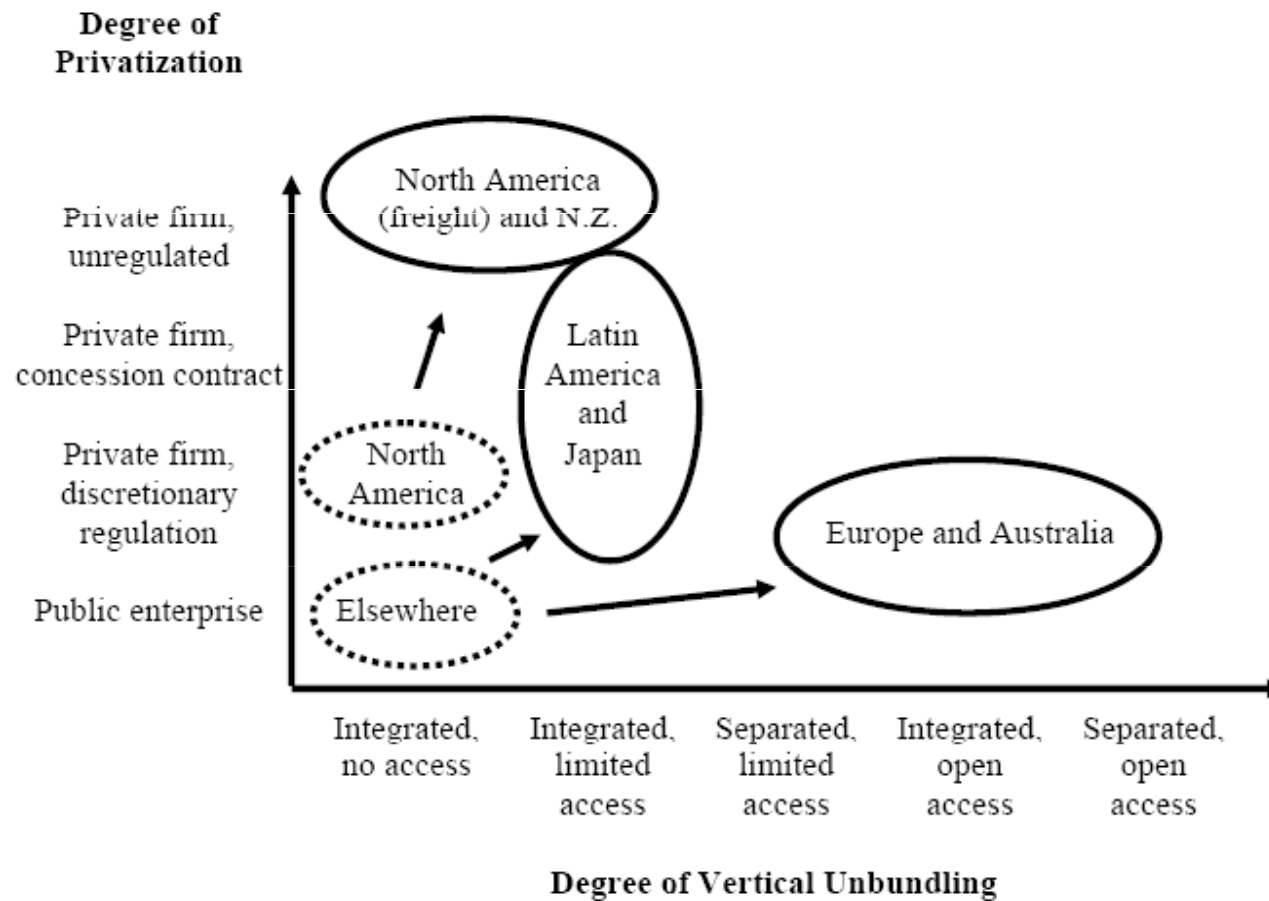 Degree of
Privatization
North America
(freight) and N.Z.
Private firm,
unregulated
Private firm,
concession contract
Latin
America
and
Japan
Private firm,
discretionary
regulation
North
America
Europe and Australia
Public enterprise
Elsewhere
Integrated,
no access
Integrated,
limited
access
Separated,
limited
access
Integrated,
open
access
Separated,
open
access
Degree of Vertical Unbundling